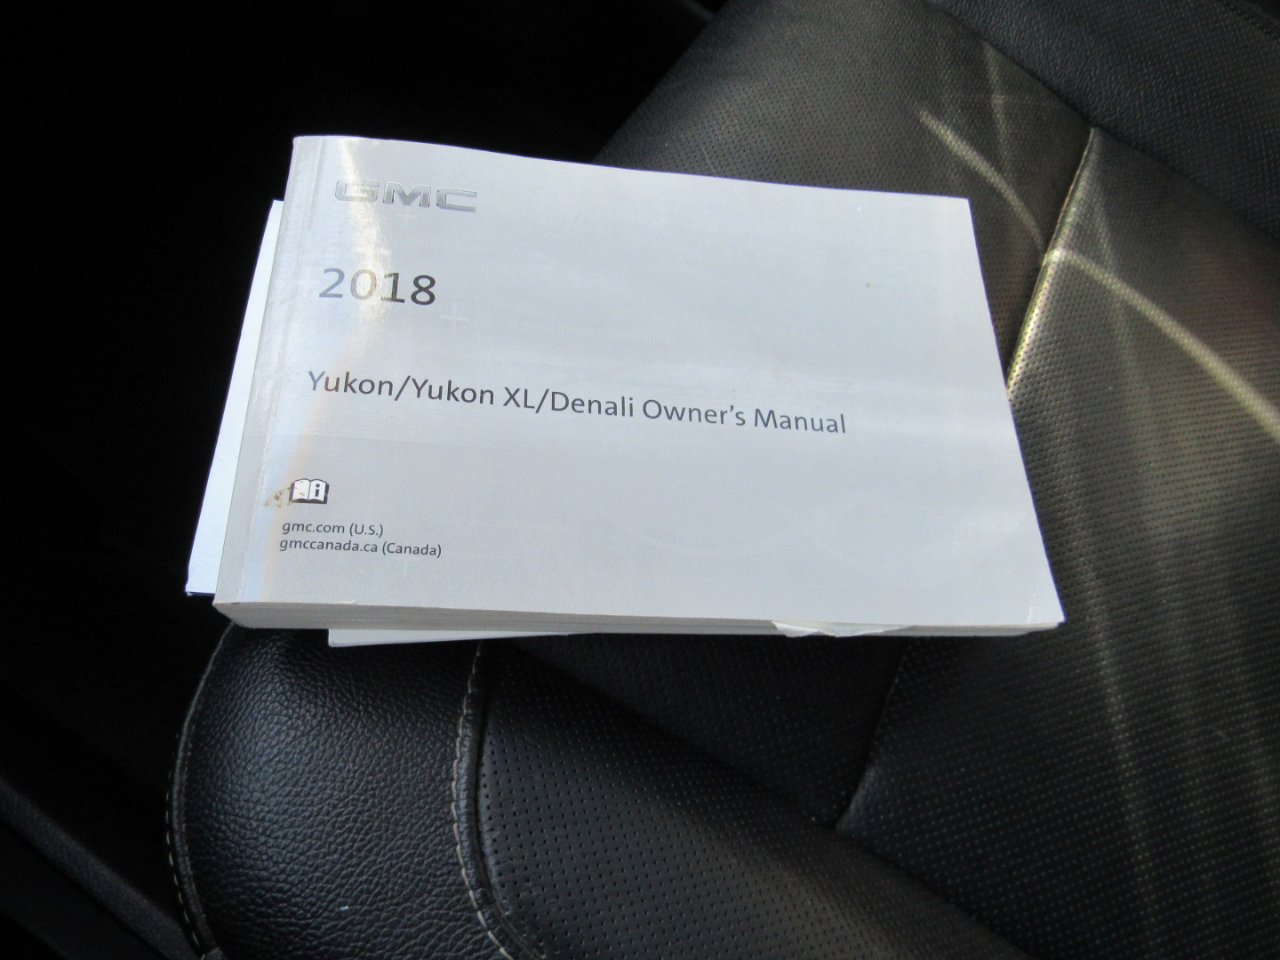 GMC
2018
Yukon/Yukon XL/Denali Owner's Manual
i
gmc.com (U.S.)
gmccanada.ca (Canada)